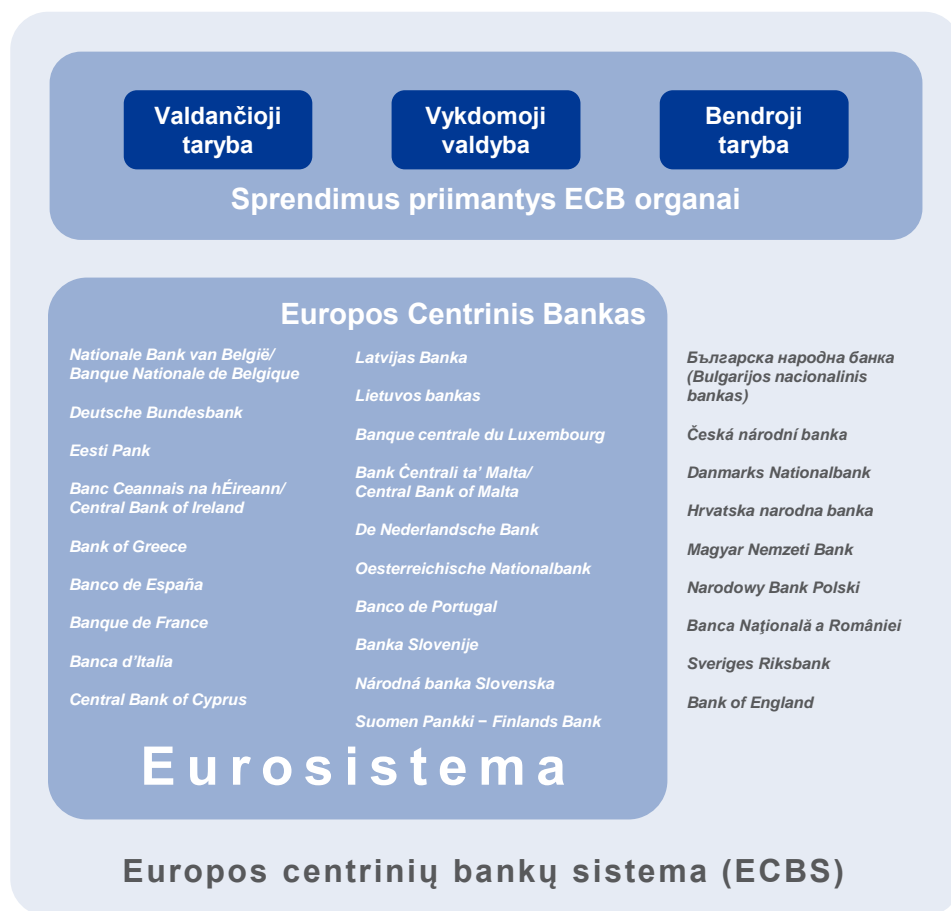 Valdančioji
taryba
Vykdomoji
valdyba
Bendroji
taryba
Sprendimus priimantys ECB organai
Europos Centrinis Bankas
Nationale Bank van België/
Banque Nationale de Belgique
Deutsche Bundesbank
Eesti Pank
Banc Ceannais na hÉireann/
Central Bank of Ireland
Bank of Greece
Banco de España
Banque de France
Banca d’Italia
Central Bank of Cyprus
Latvijas Banka
Lietuvos bankas
Banque centrale du Luxembourg
Bank Ċentrali ta’ Malta/
Central Bank of Malta
De Nederlandsche Bank
Oesterreichische Nationalbank
Banco de Portugal
Banka Slovenije
Národná banka Slovenska
Suomen Pankki − Finlands Bank
Българска народна банка
(Bulgarijos nacionalinis
bankas)
Česká národní banka
Danmarks Nationalbank
Hrvatska narodna banka
Magyar Nemzeti Bank
Narodowy Bank Polski
Banca Naţională a României
Sveriges Riksbank
Bank of England
Eurosistema
Europos centrinių bankų sistema (ECBS)